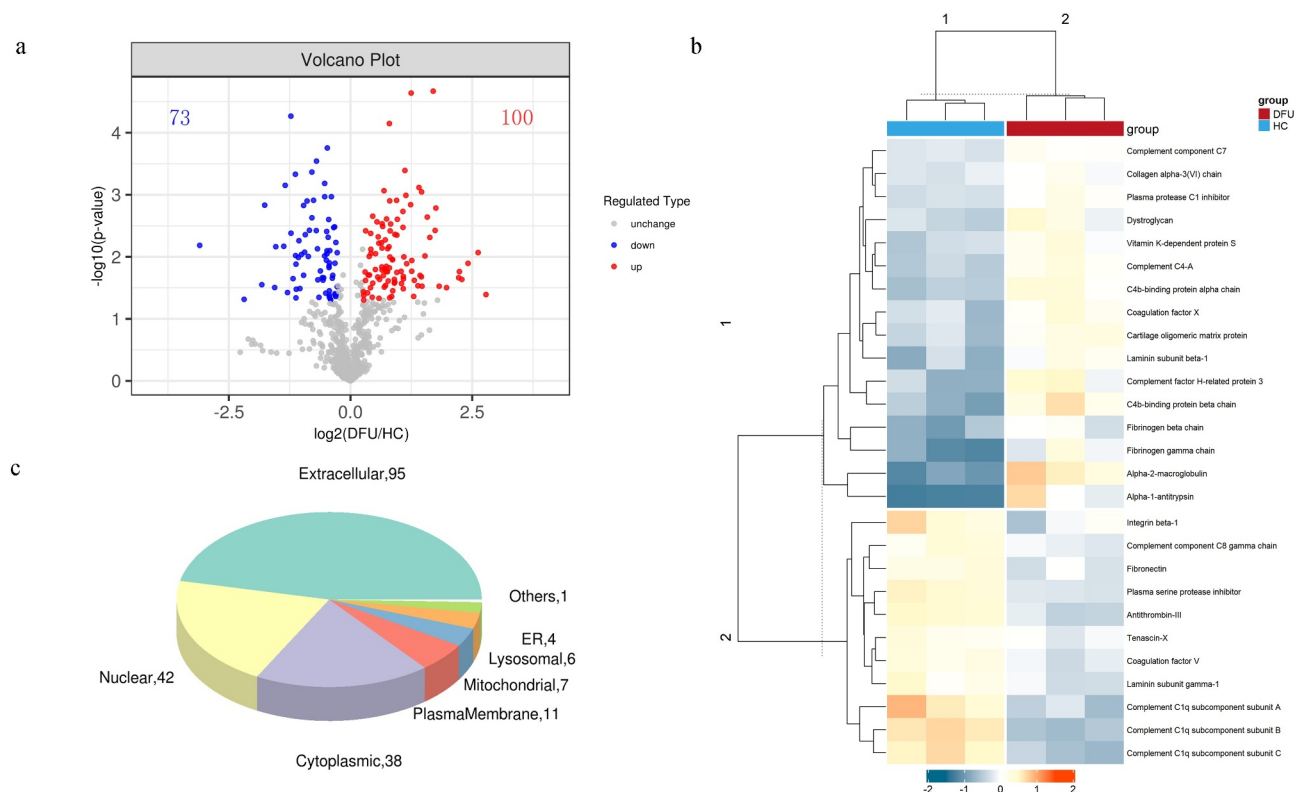 a
Volcano Plot
73
100
4
3
2
1
0
-log10(p-value)
-2.5
0.0
2.5
log2(DFU/HC)
Regulated Type
unchange
down
up
b
1
2
group
DFU
HC
group
1
2
Complement component C7
Collagen alpha-3(VI) chain
Plasma protease C1 inhibitor
Dystroglycan
Vitamin K-dependent protein S
Complement C4-A
C4b-binding protein alpha chain
Coagulation factor X
Cartilage oligomeric matrix protein
Laminin subunit beta-1
Complement factor H-related protein 3
C4b-binding protein beta chain
Fibrinogen beta chain
Fibrinogen gamma chain
Alpha-2-macroglobulin
Alpha-1-antitrypsin
Integrin beta-1
Complement component C8 gamma chain
Fibronectin
Plasma serine protease inhibitor
Antithrombin-III
Tenascin-X
Coagulation factor V
Laminin subunit gamma-1
Complement C1q subcomponent subunit A
Complement C1q subcomponent subunit B
Complement C1q subcomponent subunit C
-2 -1 0 1 2
c
Extracellular,95
Others,1
ER,4
Lysosomal,6
Mitochondrial,7
PlasmaMembrane,11
Nuclear,42
Cytoplasmic,38